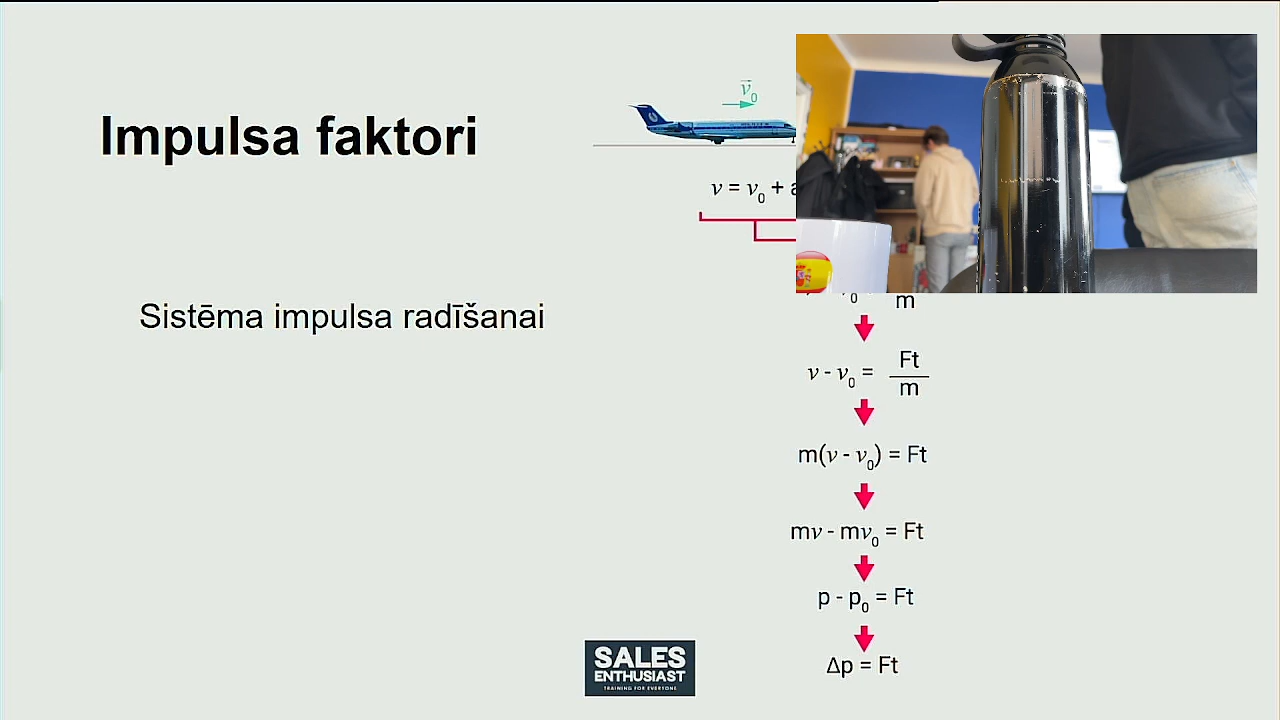 Impulsa faktori
v⃗₀
v = v₀ +
Sistēma impulsa radīšanai
m
v - v₀ = Ft
m
m(v - v₀) = Ft
mv - mv₀ = Ft
p - p₀ = Ft
Δp = Ft
SALES
ENTHUSIAST
TRAINING FOR EVERYONE